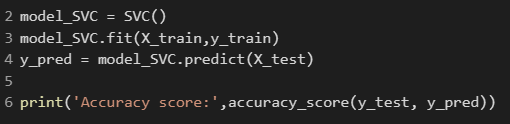 2 model_SVC = SVC()
3 model_SVC.fit(X_train,y_train)
4 y_pred = model_SVC.predict(X_test)
5
6 print('Accuracy score:',accuracy_score(y_test, y_pred))